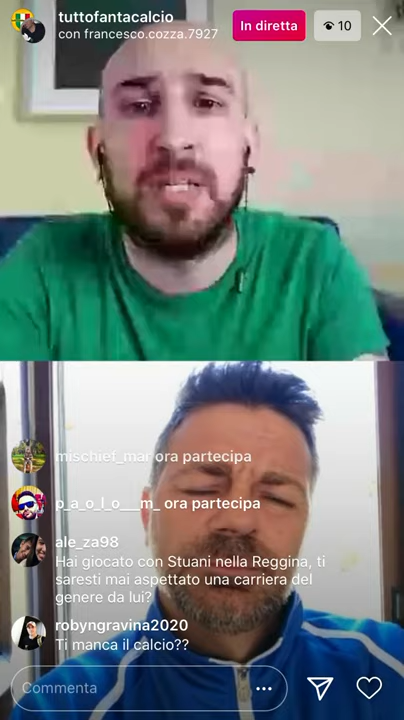 tuttofantacalcio
con francesco.cozza.7927
In diretta
10
mischief_mar ora partecipa
p_a_o_l_o___m_ ora partecipa
ale_za98
Hai giocato con Stuani nella Reggina, ti
saresti mai aspettato una carriera del
genere da lui?
robyngravina2020
Ti manca il calcio??
Commenta